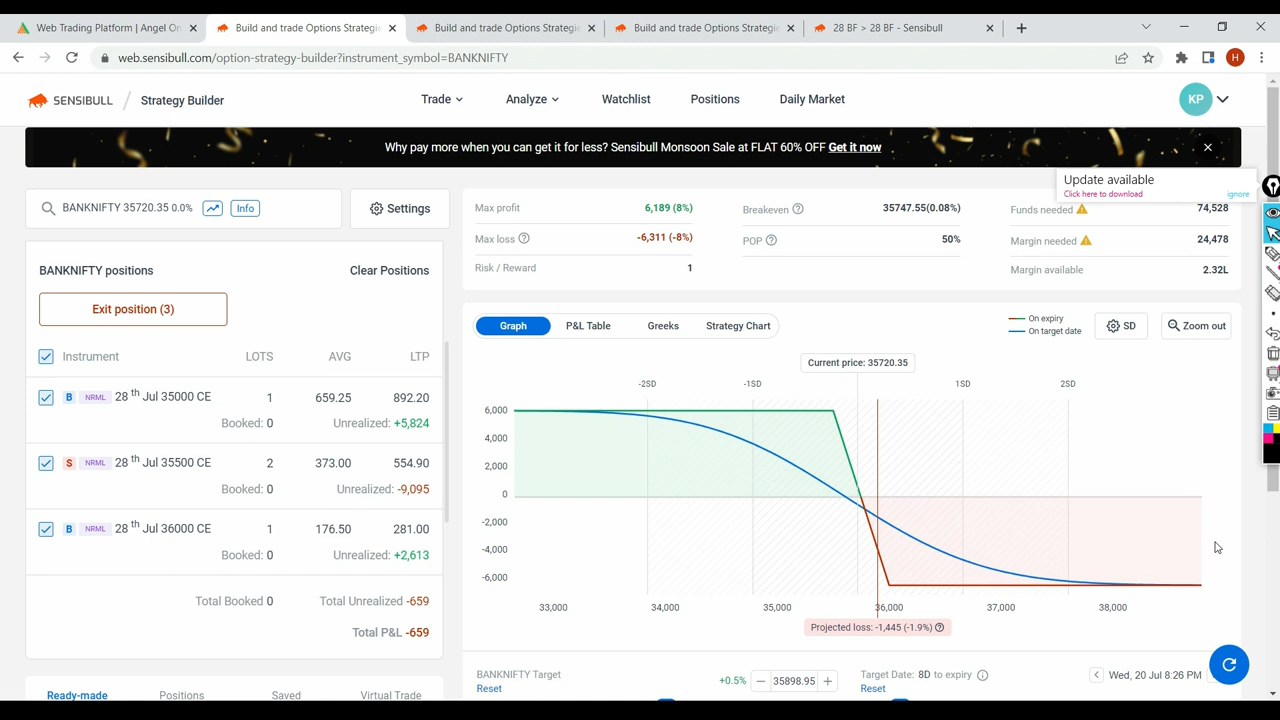 Web Trading Platform | Angel On
Build and trade Options Strategie
Build and trade Options Strategie
Build and trade Options Strategie
28 BF > 28 BF - Sensibull
web.sensibull.com/option-strategy-builder?instrument_symbol=BANKNIFTY
H
SENSIBULL / Strategy Builder
Trade
Analyze
Watchlist
Positions
Daily Market
KP
Why pay more when you can get it for less? Sensibull Monsoon Sale at FLAT 60% OFF Get it now
Update available
Click here to download
ignore
BANKNIFTY 35720.35 0.0%
Info
Settings
Max profit 6,189 (8%)
Max loss -6,311 (-8%)
Risk / Reward 1
Breakeven 35747.55(0.08%)
POP 50%
Funds needed 74,528
Margin needed 24,478
Margin available 2.32L
BANKNIFTY positions
Clear Positions
Exit position (3)
Instrument LOTS AVG LTP
B NRML 28 th Jul 35000 CE 1 659.25 892.20
Booked: 0 Unrealized: +5,824
S NRML 28 th Jul 35500 CE 2 373.00 554.90
Booked: 0 Unrealized: -9,095
B NRML 28 th Jul 36000 CE 1 176.50 281.00
Booked: 0 Unrealized: +2,613
Total Booked 0 Total Unrealized -659
Total P&L -659
Ready-made
Positions
Saved
Virtual Trade
Graph
P&L Table
Greeks
Strategy Chart
On expiry
On target date
SD
Zoom out
Current price: 35720.35
-2SD
-1SD
1SD
2SD
6,000
4,000
2,000
0
-2,000
-4,000
-6,000
33,000
34,000
35,000
36,000
37,000
38,000
Projected loss: -1,445 (-1.9%)
BANKNIFTY Target
Reset
+0.5% — 35898.95 +
Target Date: 8D to expiry
Reset
Wed, 20 Jul 8:26 PM